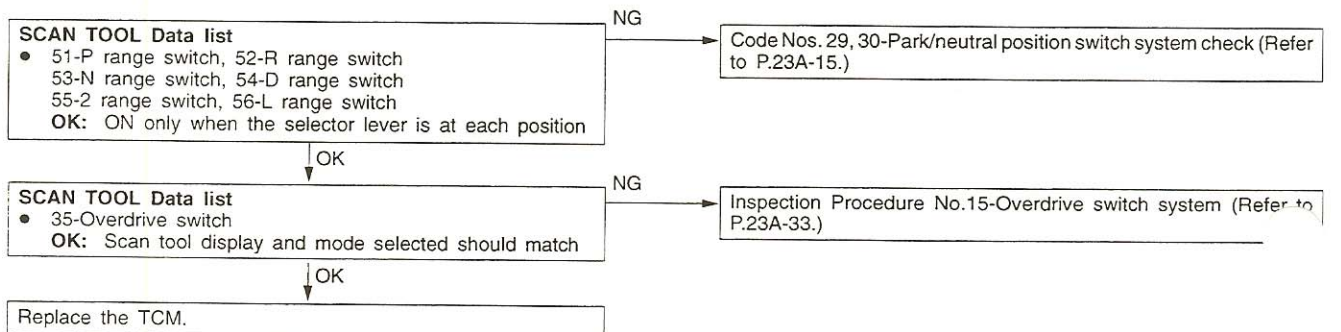 NG
SCAN TOOL Data list
● 51-P range switch, 52-R range switch
53-N range switch, 54-D range switch
55-2 range switch, 56-L range switch
OK: ON only when the selector lever is at each position
Code Nos. 29, 30-Park/neutral position switch system check (Refer
to P.23A-15.)
OK
NG
SCAN TOOL Data list
● 35-Overdrive switch
OK: Scan tool display and mode selected should match
Inspection Procedure No.15-Overdrive switch system (Refer to
P.23A-33.)
OK
Replace the TCM.